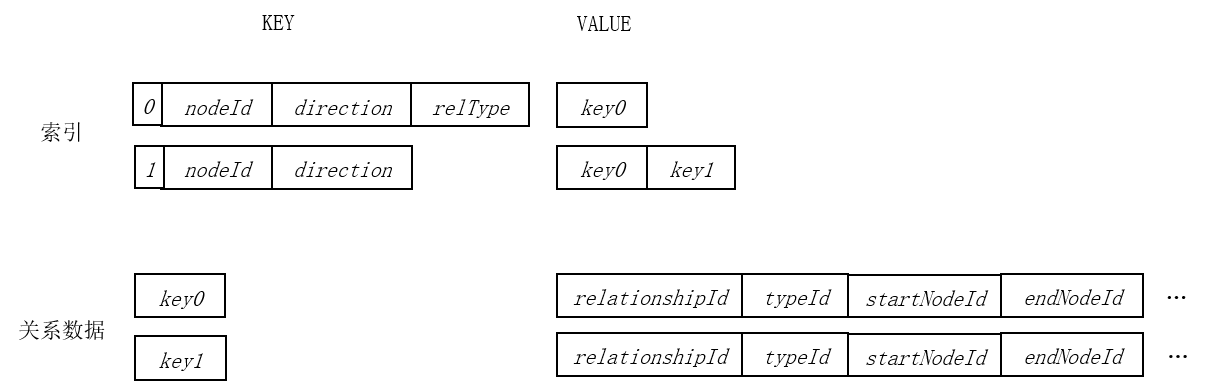 KEY VALUE
0 nodeId direction relType key0
索引
1 nodeId direction key0 key1
key0 relationshipId typeId startNodeId endNodeId …
关系数据
key1 relationshipId typeId startNodeId endNodeId …